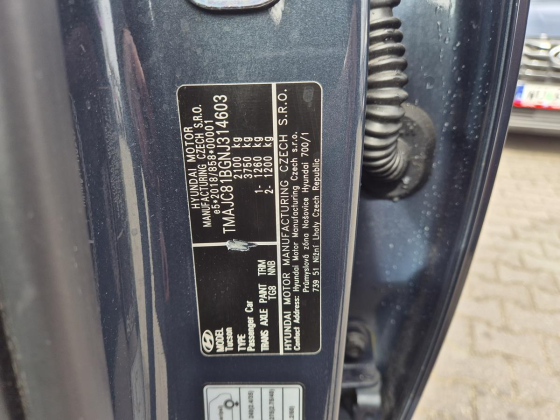 HYUNDAI MOTOR
MANUFACTURING CZECH S.R.O.
e5*2018/858*00001
TMAJC81BGNJ314603
2100 kg
3750 kg
1- 1260 kg
2- 1200 kg
MODEL
Tucson
TYPE
Passenger Car
TRANS AXLE PAINT TRIM
TG8 NNB
HYUNDAI MOTOR MANUFACTURING CZECH S.R.O.
Contact Address: Hyundai Motor Manufacturing Czech s.r.o.
Průmyslová zóna Nošovice Hyundai 700/1
739 51 Nižní Lhoty Czech Republic